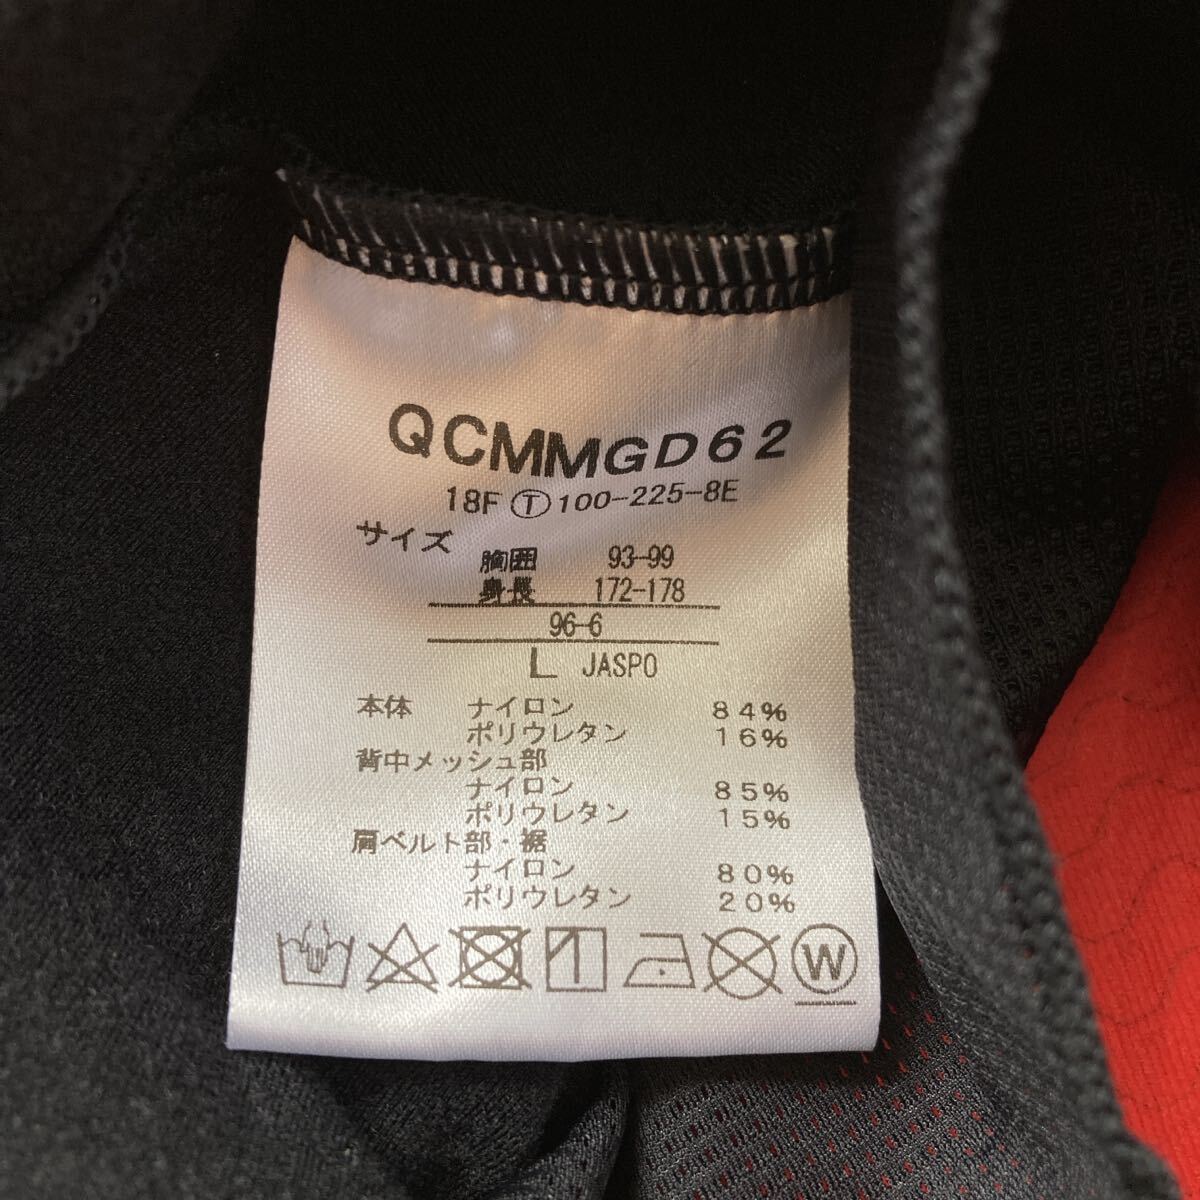 QCMMGD62
18F Ⓣ 100-225-8E
サイズ
胸囲 93-99
身長 172-178
96-6
L JASPO
本体 ナイロン 84%
ポリウレタン 16%
背中メッシュ部
ナイロン 85%
ポリウレタン 15%
肩ベルト部・裾
ナイロン 80%
ポリウレタン 20%
W